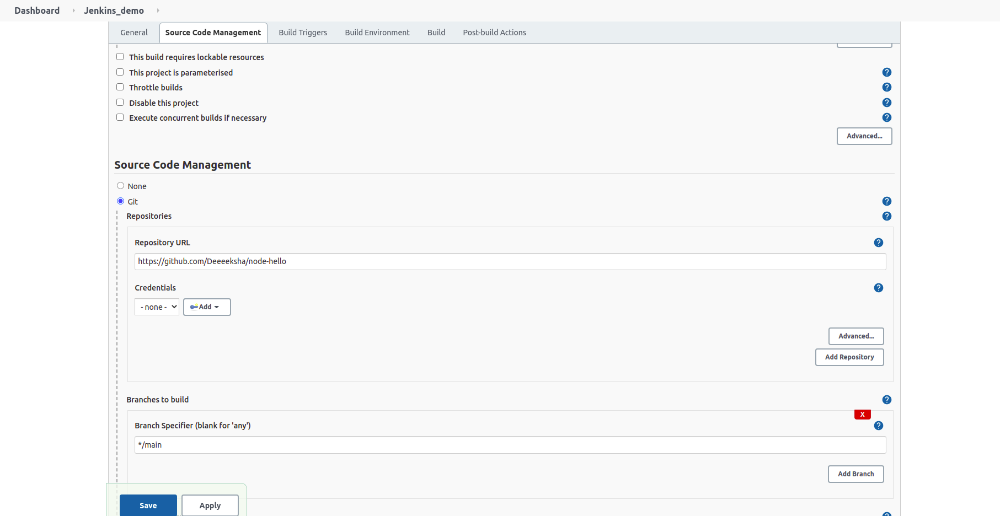 Dashboard Jenkins_demo
General Source Code Management Build Triggers Build Environment Build Post-build Actions
This build requires lockable resources
This project is parameterised ?
Throttle builds ?
Disable this project ?
Execute concurrent builds if necessary ?
Advanced...
Source Code Management
None
Git ?
Repositories ?
Repository URL ?
https://github.com/Deeeeksha/node-hello
Credentials ?
- none - Add
Advanced...
Add Repository
Branches to build ?
X
Branch Specifier (blank for 'any') ?
*/main
Add Branch
Save Apply